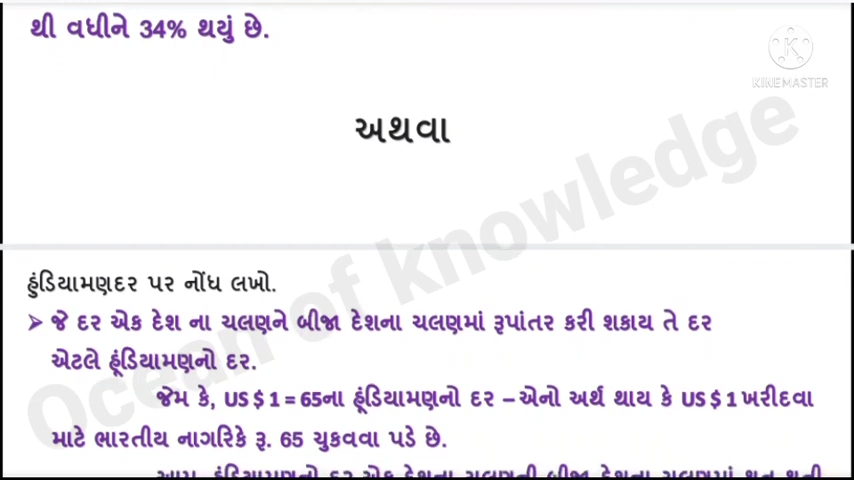 થી વધીને 34% થયું છે.
K
KINEMASTER
અથવા
Ocean of knowledge
હુંડિયામણદર પર નોંધ લખો.
➢ જે દર એક દેશ ના ચલણને બીજા દેશના ચલણમાં રૂપાંતર કરી શકાય તે દર
એટલે હૂંડિયામણનો દર.
જેમ કે, US $ 1 = 65ના હૂંડિયામણનો દર – એનો અર્થ થાય કે US $ 1 ખરીદવા
માટે ભારતીય નાગરિકે રૂ. 65 ચુકવવા પડે છે.